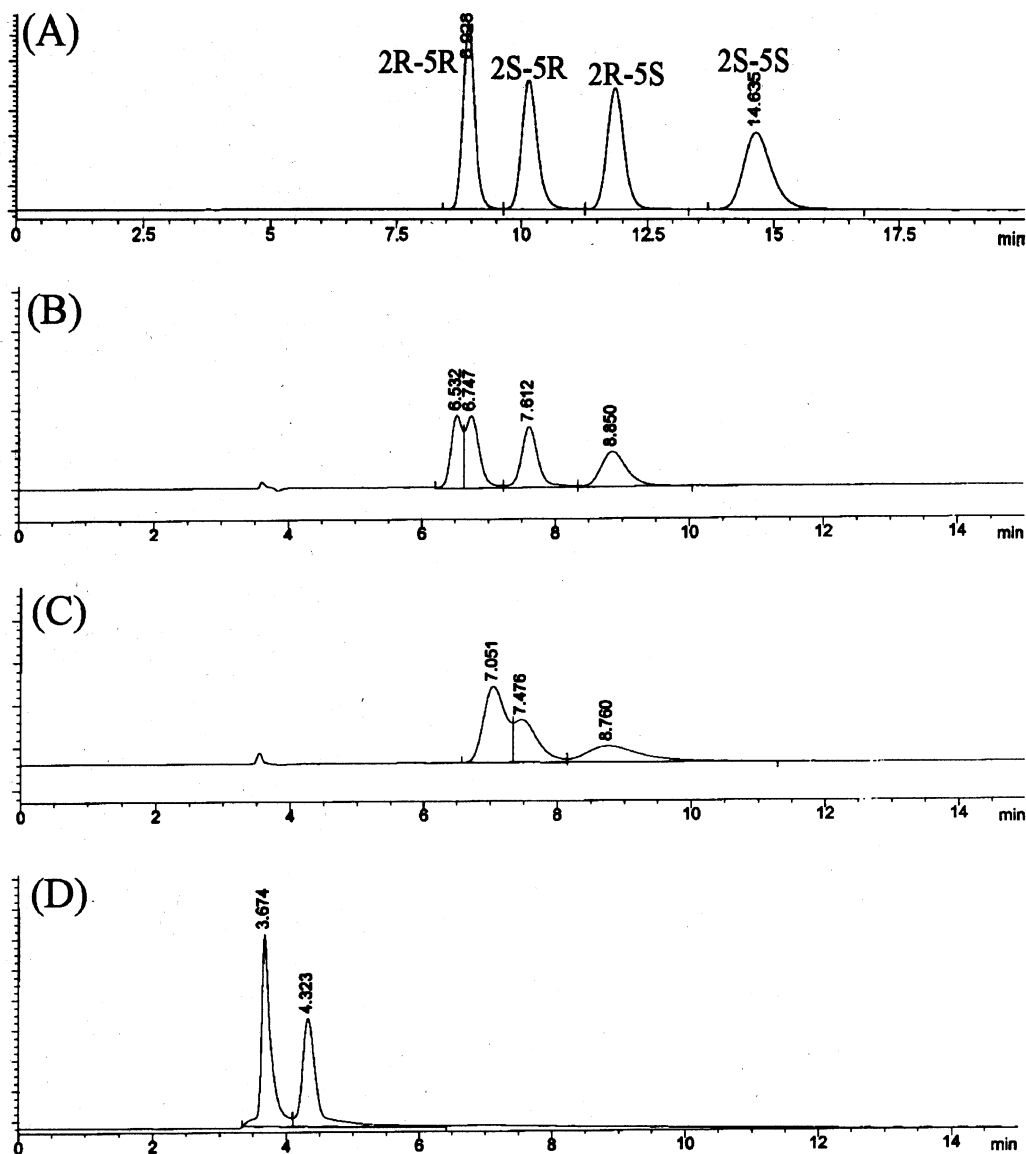 (A)
8.928
2R-5R 2S-5R 2R-5S 2S-5S
14.635
0 2.5 5 7.5 10 12.5 15 17.5 min
(B)
6.532 6.747 7.612 8.850
0 2 4 6 8 10 12 14 min
(C)
7.051 7.476 8.760
0 2 4 6 8 10 12 14 min
(D)
3.674 4.323
0 2 4 6 8 10 12 14 min